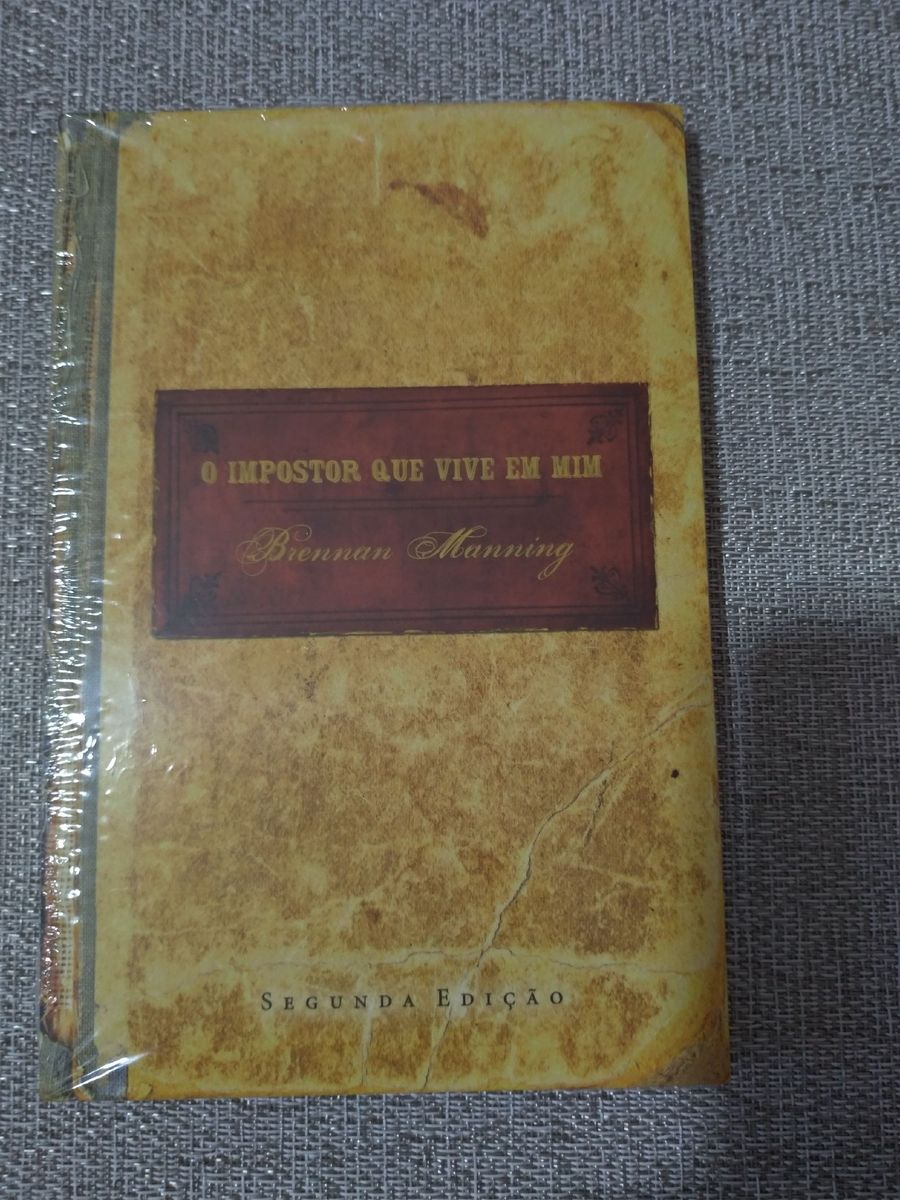 O IMPOSTOR QUE VIVE EM MIM
Brennan Manning
SEGUNDA EDIÇÃO